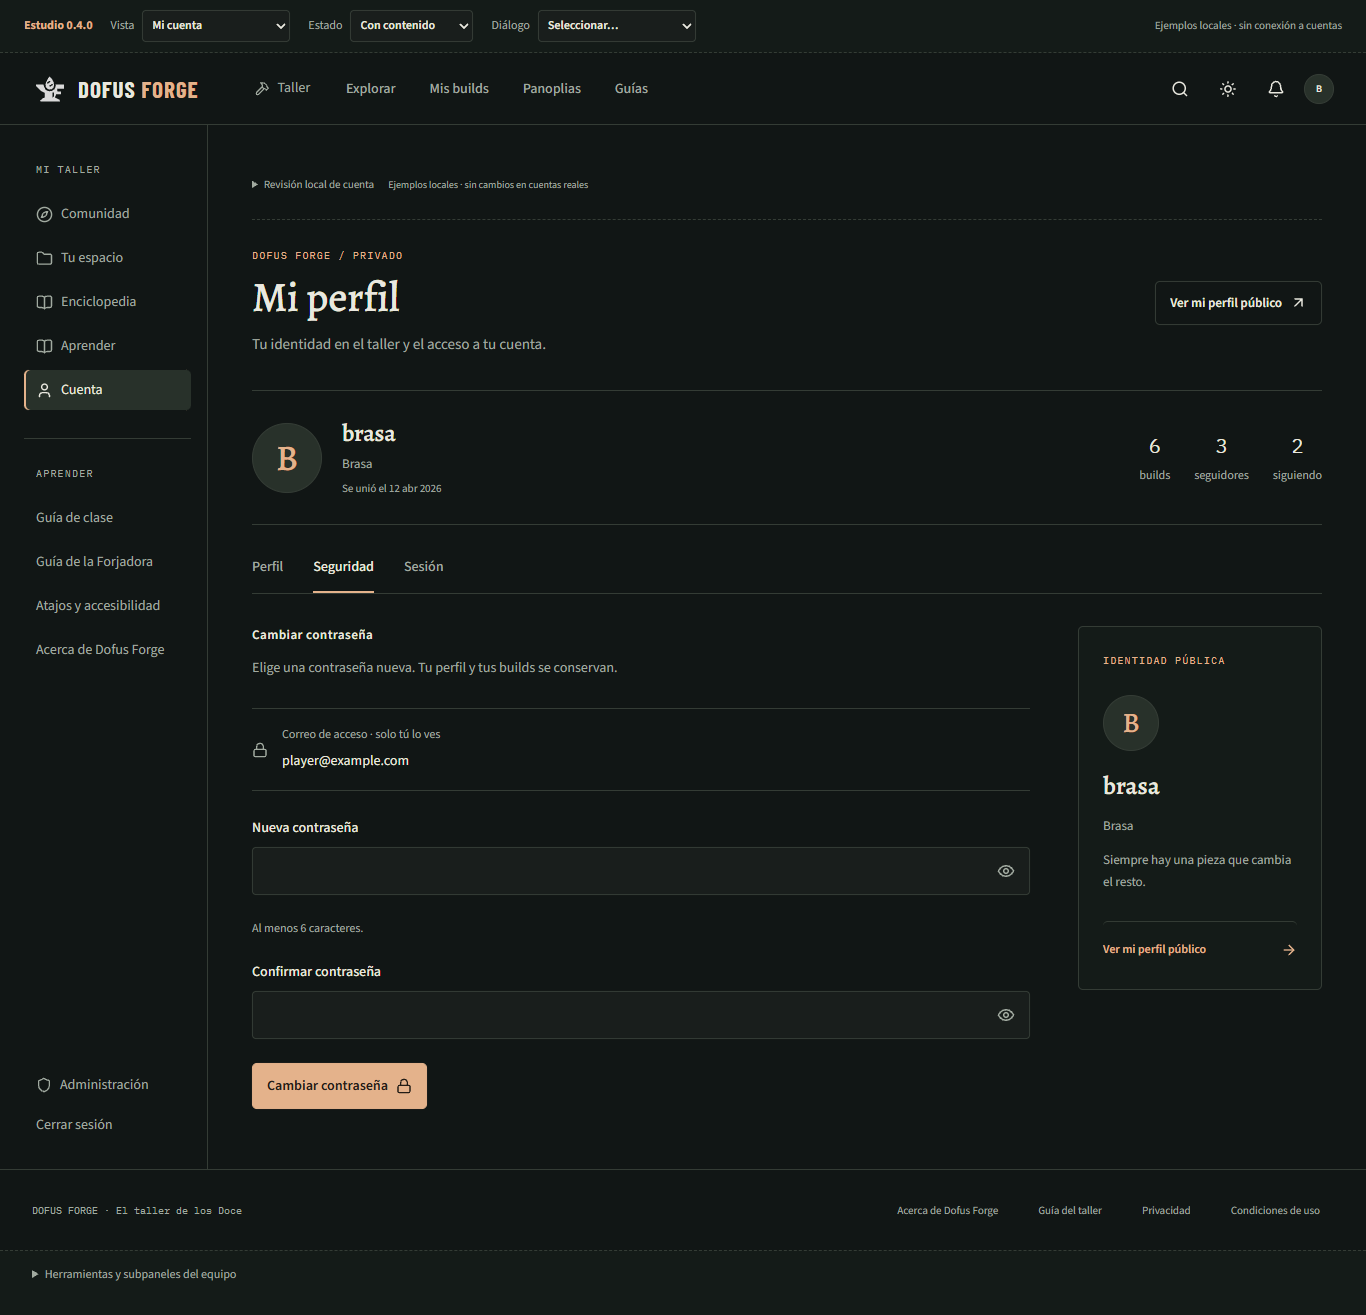 Estudio 0.4.0 Vista Mi cuenta Estado Con contenido Diálogo Seleccionar... Ejemplos locales · sin conexión a cuentas
DOFUS FORGE Taller Explorar Mis builds Panoplias Guías B
MI TALLER
Comunidad
Tu espacio
Enciclopedia
Aprender
Cuenta
APRENDER
Guía de clase
Guía de la Forjadora
Atajos y accesibilidad
Acerca de Dofus Forge
Administración
Cerrar sesión
Revisión local de cuenta Ejemplos locales · sin cambios en cuentas reales
DOFUS FORGE / PRIVADO
Mi perfil
Tu identidad en el taller y el acceso a tu cuenta.
Ver mi perfil público
B
brasa
Brasa
Se unió el 12 abr 2026
6 3 2
builds seguidores siguiendo
Perfil Seguridad Sesión
Cambiar contraseña
Elige una contraseña nueva. Tu perfil y tus builds se conservan.
Correo de acceso · solo tú lo ves
player@example.com
Nueva contraseña
Al menos 6 caracteres.
Confirmar contraseña
Cambiar contraseña
IDENTIDAD PÚBLICA
B
brasa
Brasa
Siempre hay una pieza que cambia
el resto.
Ver mi perfil público
DOFUS FORGE · El taller de los Doce Acerca de Dofus Forge Guía del taller Privacidad Condiciones de uso
Herramientas y subpaneles del equipo